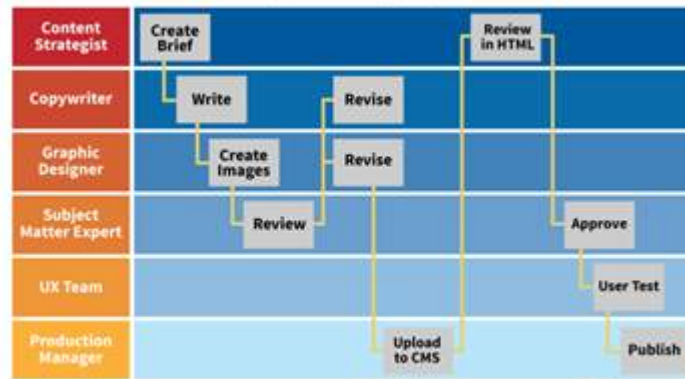 Content
Strategist
Create
Brief
Review
in HTML
Copywriter
Write
Revise
Graphic
Designer
Create
Images
Revise
Subject
Matter Expert
Review
Approve
UX Team
User Test
Production
Manager
Upload
to CMS
Publish